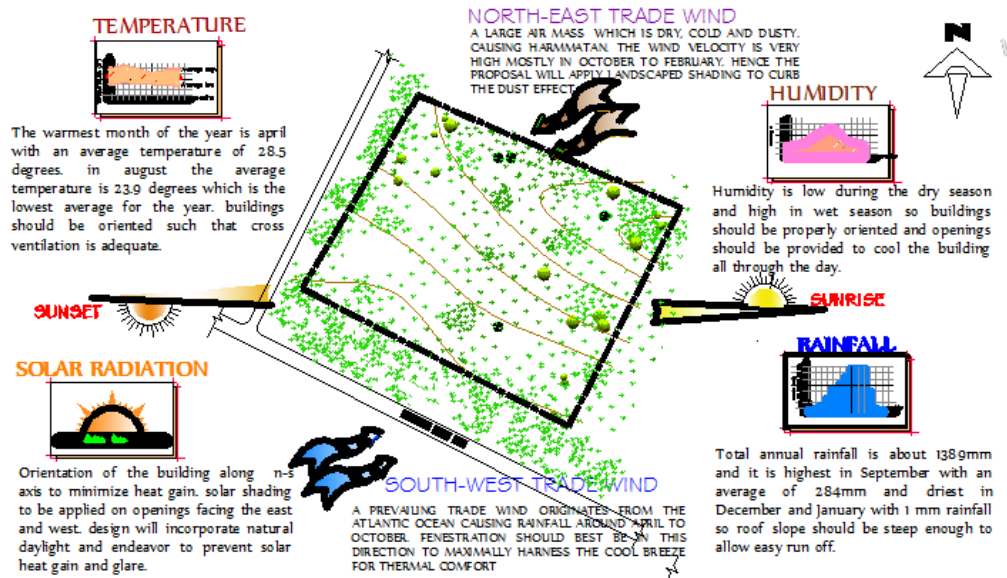 TEMPERATURE
The warmest month of the year is april
with an average temperature of 28.5
degrees. in august the average
temperature is 23.9 degrees which is the
lowest average for the year. buildings
should be oriented such that cross
ventilation is adequate.
NORTH-EAST TRADE WIND
A LARGE AIR MASS WHICH IS DRY, COLD AND DUSTY.
CAUSING HARMMATAN. THE WIND VELOCITY IS VERY
HIGH MOSTLY IN OCTOBER TO FEBRUARY. HENCE THE
PROPOSAL WILL APPLY LANDSCAPED SHADING TO CURB
THE DUST EFFECT
N
HUMIDITY
Humidity is low during the dry season
and high in wet season so buildings
should be properly oriented and openings
should be provided to cool the building
all through the day.
SUNSET
SUNRISE
SOLAR RADIATION
Orientation of the building along n-s
axis to minimize heat gain. solar shading
to be applied on openings facing the east
and west. design will incorporate natural
daylight and endeavor to prevent solar
heat gain and glare.
SOUTH-WEST TRADE WIND
A PREVAILING TRADE WIND ORIGINATES FROM THE
ATLANTIC OCEAN CAUSING RAINFALL AROUND APRIL TO
OCTOBER. FENESTRATION SHOULD BEST BE IN THIS
DIRECTION TO MAXIMALLY HARNESS THE COOL BREEZE
FOR THERMAL COMFORT
RAINFALL
Total annual rainfall is about 1389mm
and it is highest in September with an
average of 284mm and driest in
December and January with 1 mm rainfall
so roof slope should be steep enough to
allow easy run off.